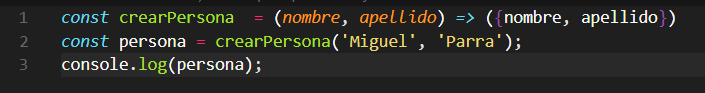 1 const crearPersona  = (nombre, apellido) => ({nombre, apellido})
2 const persona = crearPersona('Miguel', 'Parra');
3 console.log(persona);